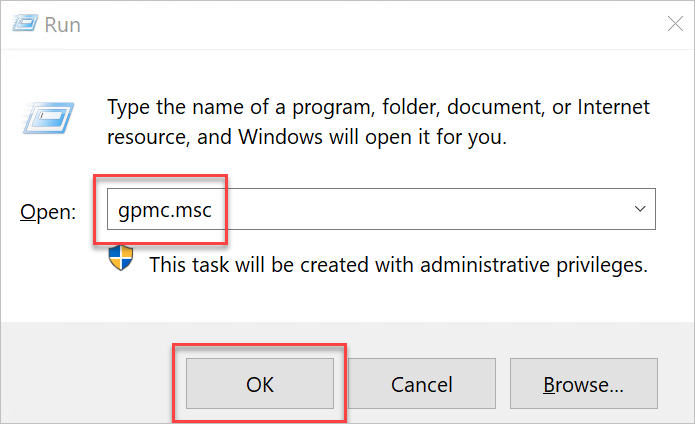 Run
Type the name of a program, folder, document, or Internet
resource, and Windows will open it for you.
Open: gpmc.msc
This task will be created with administrative privileges.
OK Cancel Browse...